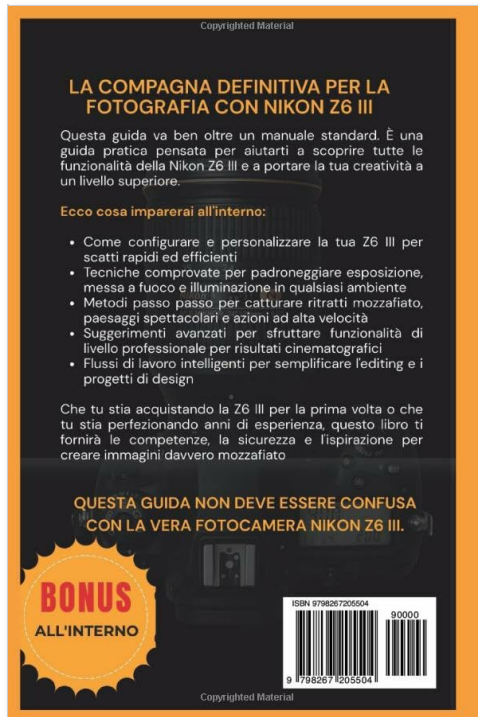 Copyrighted Material
LA COMPAGNA DEFINITIVA PER LA
FOTOGRAFIA CON NIKON Z6 III
Questa guida va ben oltre un manuale standard. È una
guida pratica pensata per aiutarti a scoprire tutte le
funzionalità della Nikon Z6 III e a portare la tua creatività a
un livello superiore.
Ecco cosa imparerai all'interno:
• Come configurare e personalizzare la tua Z6 III per
scatti rapidi ed efficienti
• Tecniche comprovate per padroneggiare esposizione,
messa a fuoco e illuminazione in qualsiasi ambiente
• Metodi passo passo per catturare ritratti mozzafiato,
paesaggi spettacolari e azioni ad alta velocità
• Suggerimenti avanzati per sfruttare funzionalità di
livello professionale per risultati cinematografici
• Flussi di lavoro intelligenti per semplificare l'editing e i
progetti di design
Che tu stia acquistando la Z6 III per la prima volta o che
tu stia perfezionando anni di esperienza, questo libro ti
fornirà le competenze, la sicurezza e l'ispirazione per
creare immagini davvero mozzafiato
QUESTA GUIDA NON DEVE ESSERE CONFUSA
CON LA VERA FOTOCAMERA NIKON Z6 III.
BONUS
ALL'INTERNO
ISBN 9798267205504
90000
9 798267 205504
Copyrighted Material